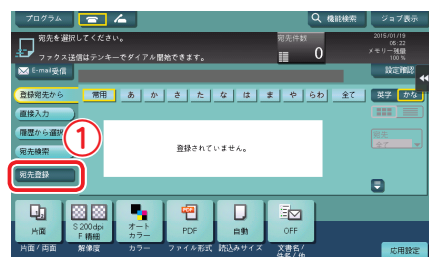 プログラム
機能検索
ジョブ表示
宛先を選択してください。
ファクス送信はテンキーでダイアル開始できます。
宛先件数
0
2015/01/19
06:22
メモリー残量
100 %
E-mail受信
設定確認
登録宛先から
常用 あ か さ た な は ま や らわ 全て
英字 かな
直接入力
履歴から選択
宛先検索
宛先登録
1
登録されていません。
宛先
全て
片面
S 200dpi
F 精細
オート
カラー
PDF
自動
OFF
片面/両面
解像度
カラー
ファイル形式
読込みサイズ
文書名/
件名/他
応用設定